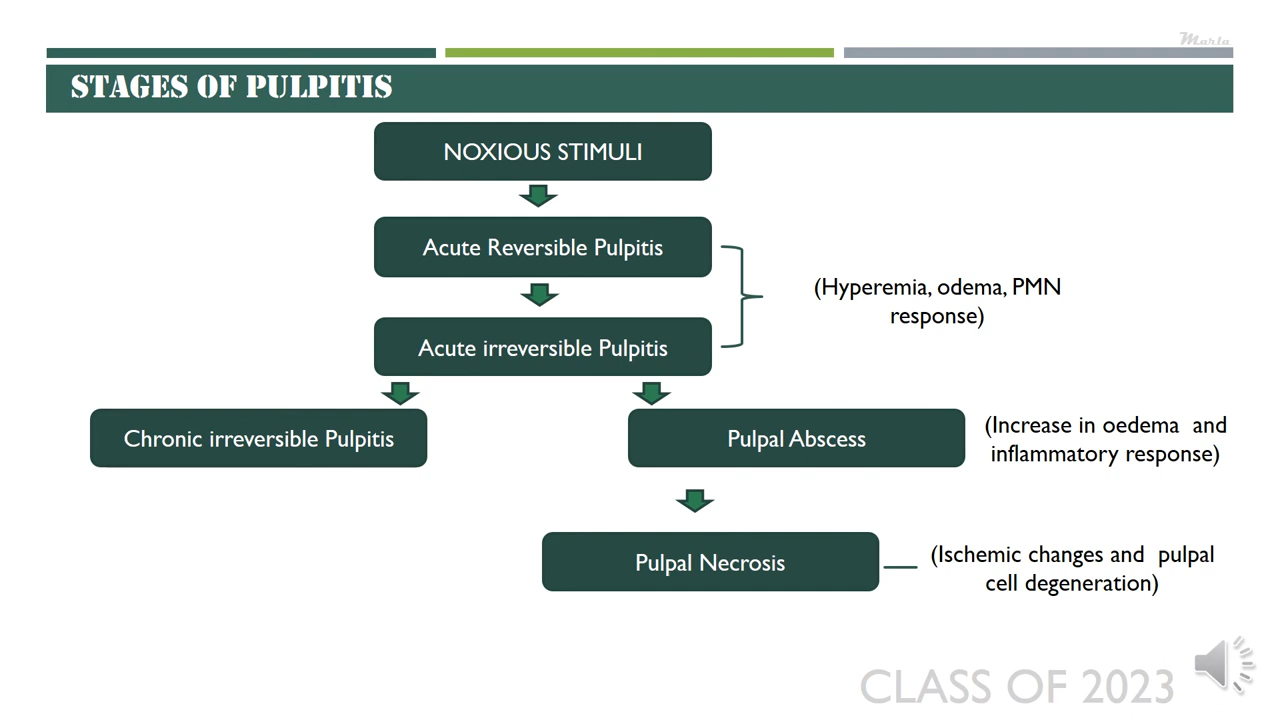 Marla
STAGES OF PULPITIS
NOXIOUS STIMULI
Acute Reversible Pulpitis
(Hyperemia, odema, PMN
response)
Acute irreversible Pulpitis
Chronic irreversible Pulpitis
Pulpal Abscess
(Increase in oedema and
inflammatory response)
Pulpal Necrosis
(Ischemic changes and pulpal
cell degeneration)
CLASS OF 2023